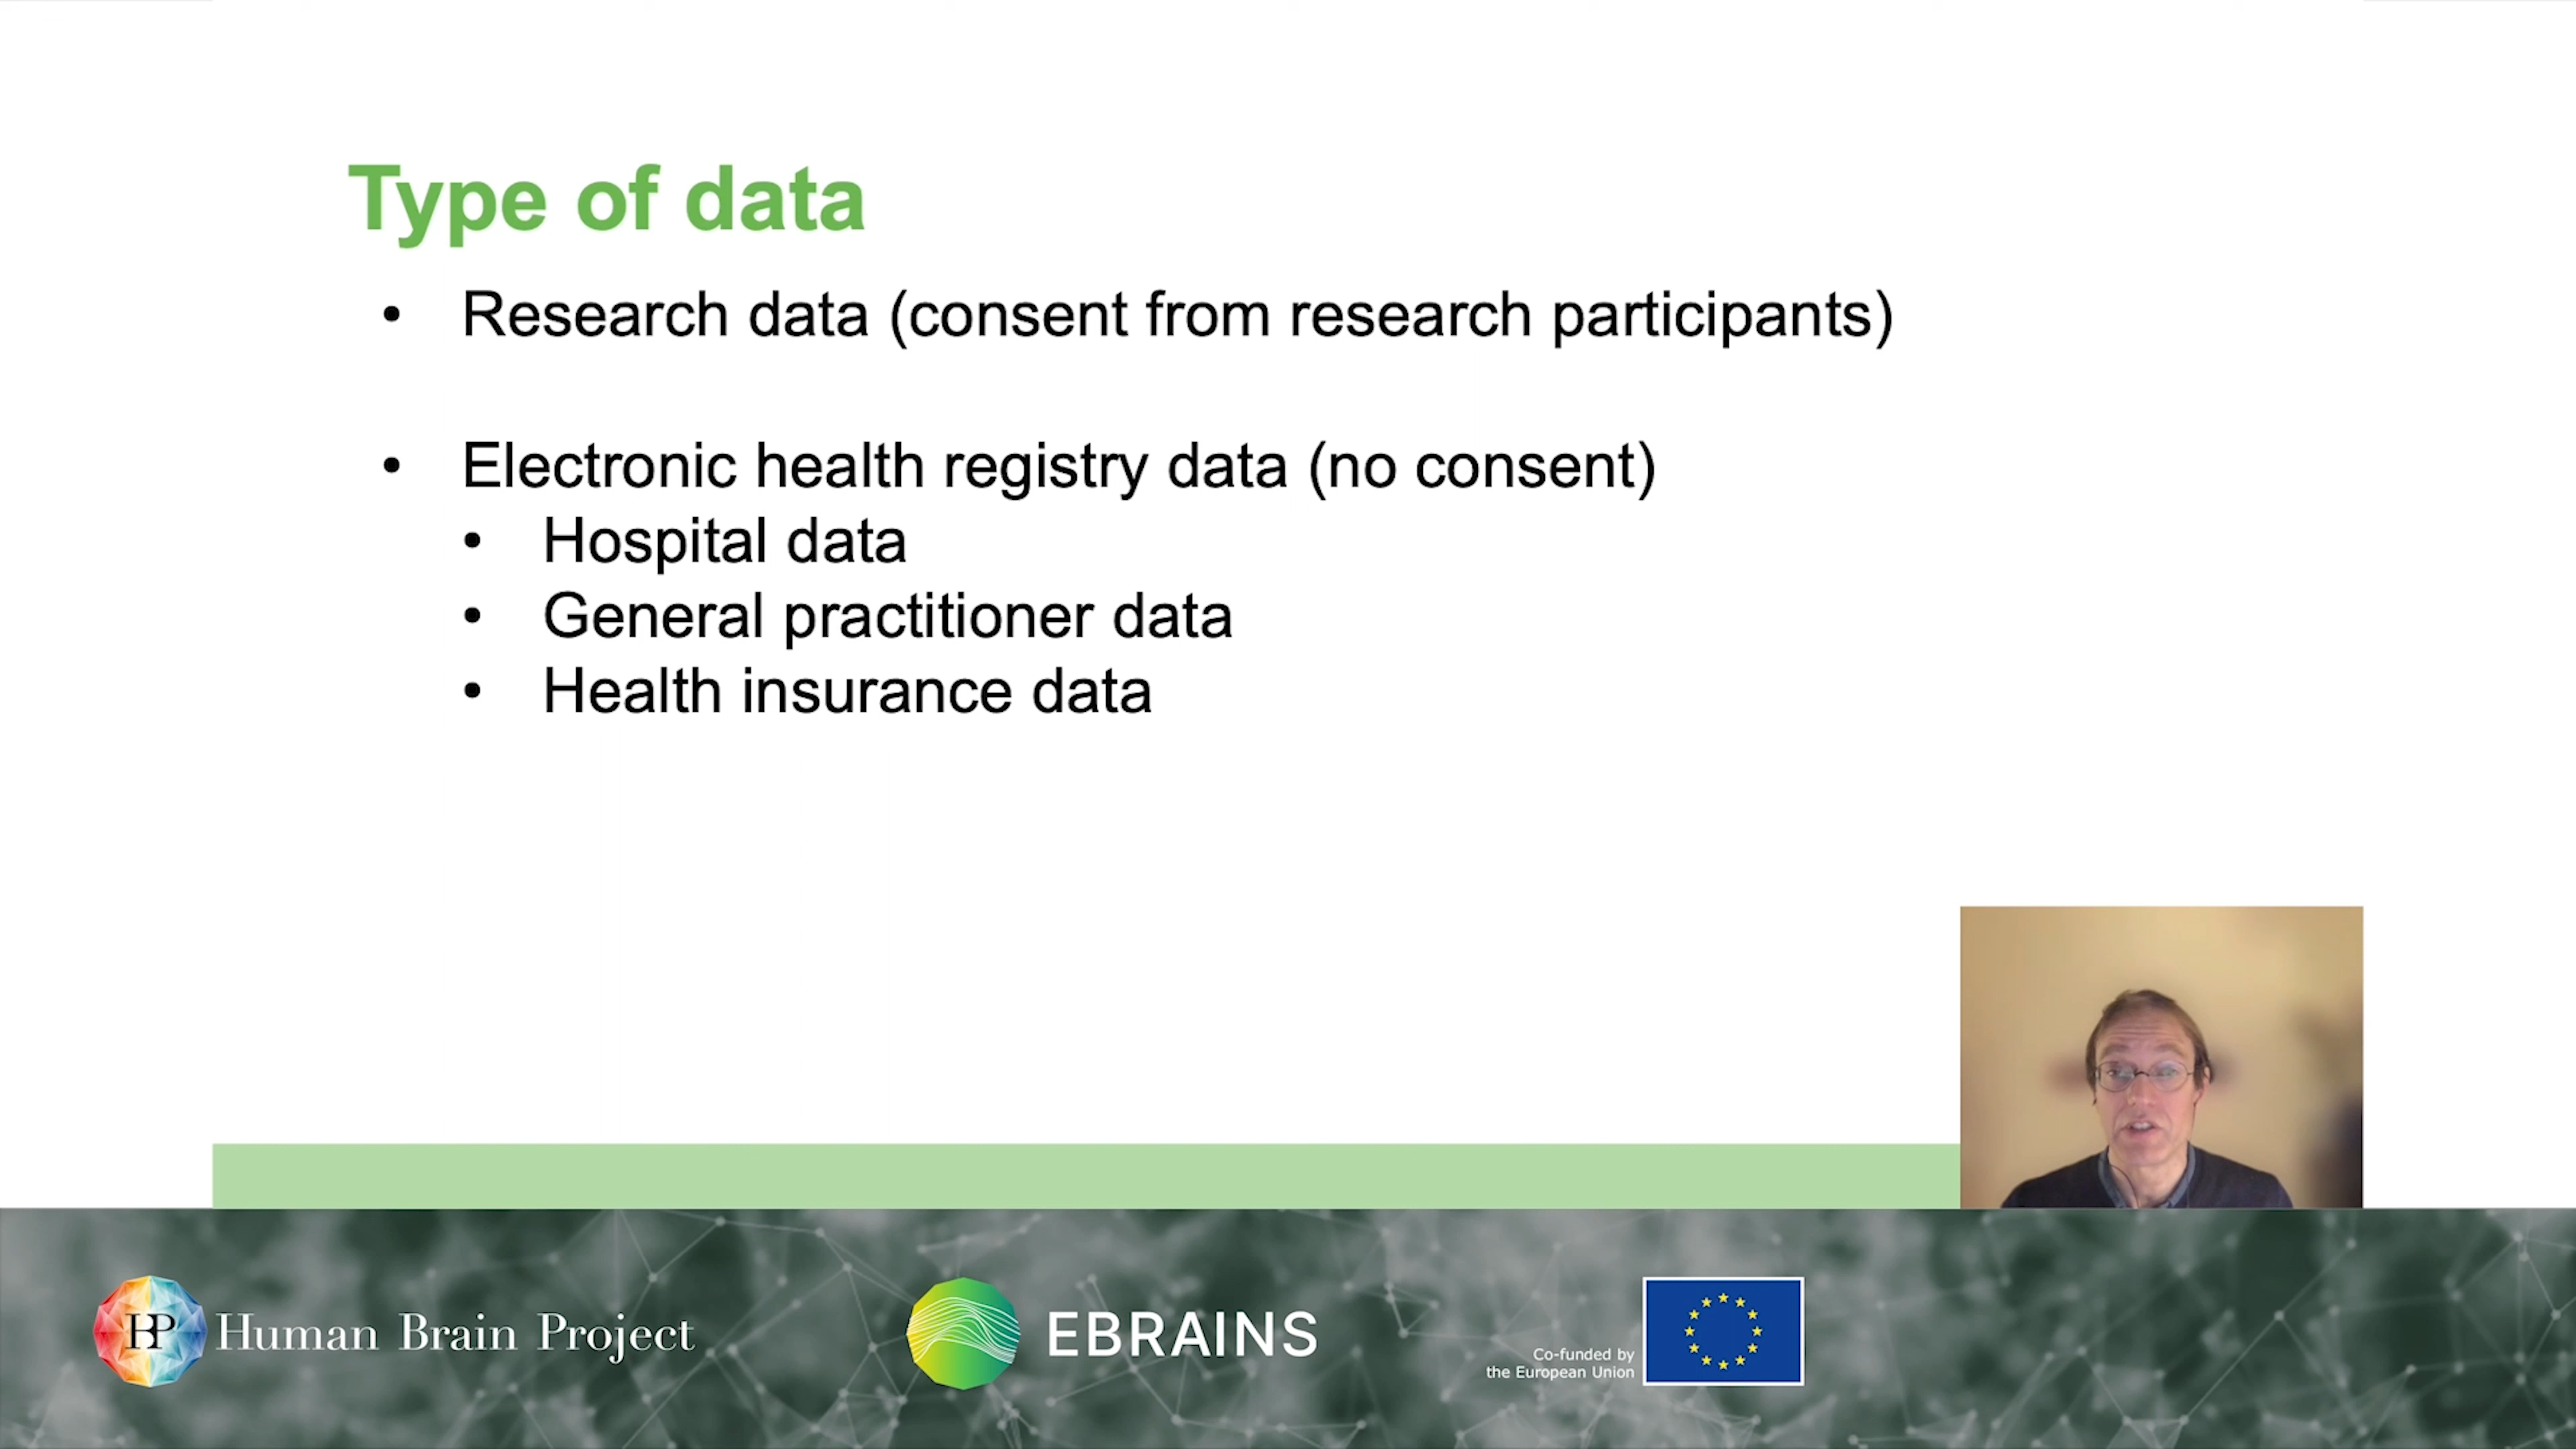 Type of data
• Research data (consent from research participants)
• Electronic health registry data (no consent)
• Hospital data
• General practitioner data
• Health insurance data
HBP Human Brain Project
EBRAINS
Co-funded by
the European Union